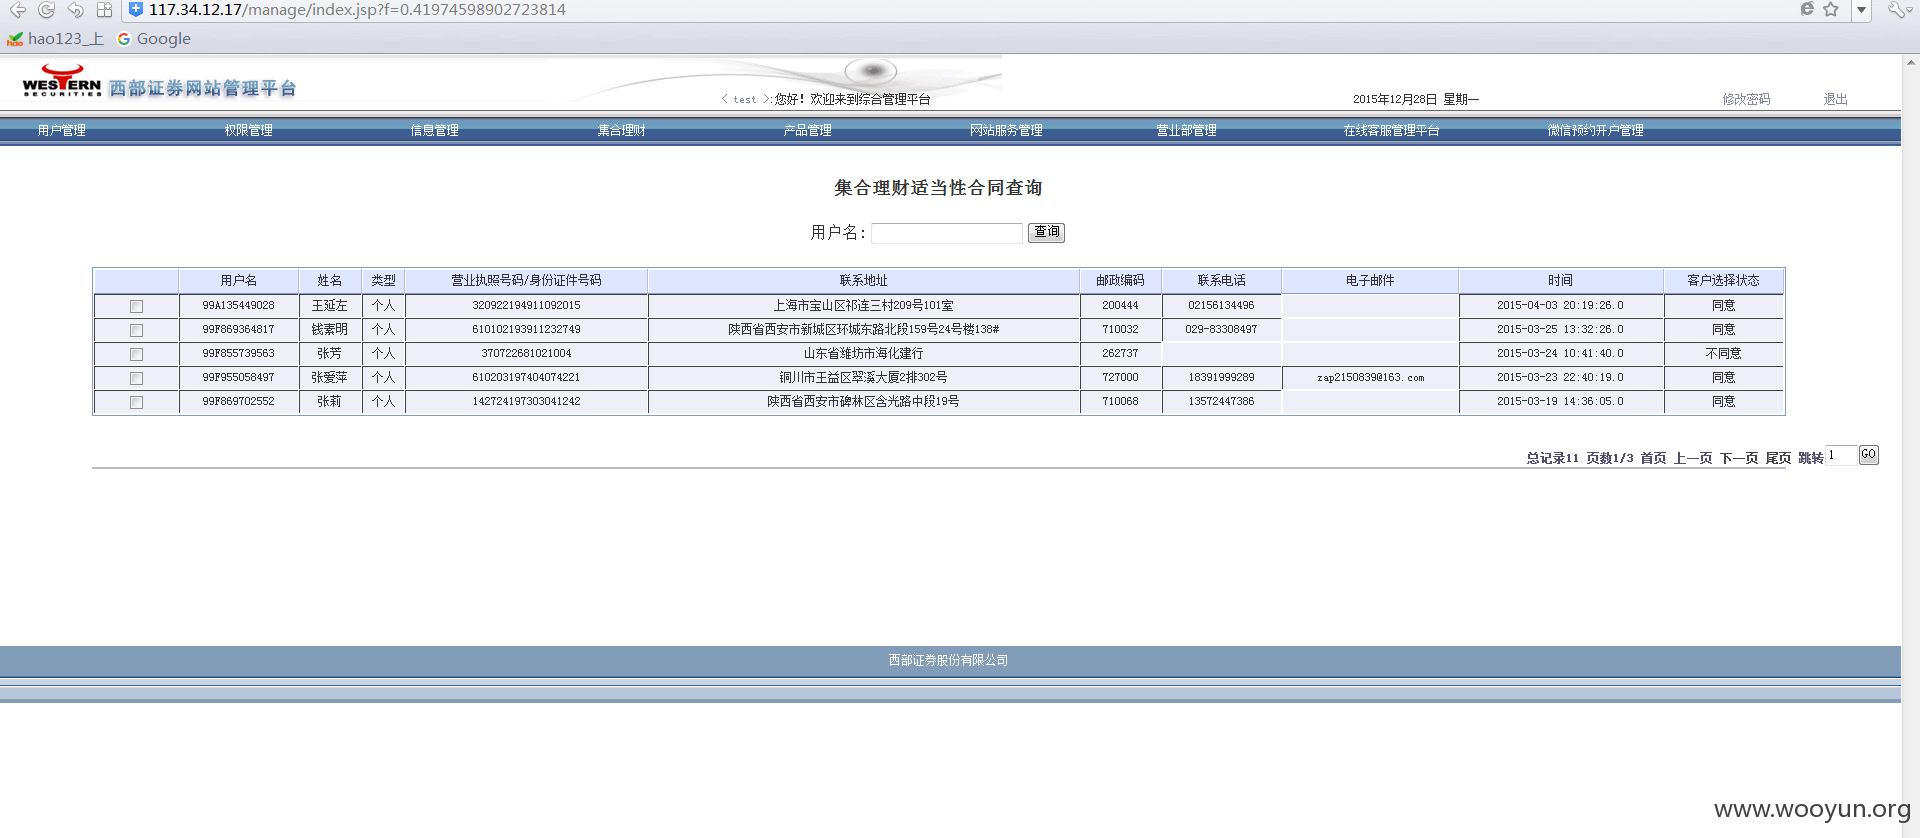 117.34.12.17/manage/index.jsp?f=0.41974598902723814
hao123_上 Google
WESTERN SECURITIES 西部证券网站管理平台
< test >:您好！欢迎来到综合管理平台 2015年12月28日 星期一 修改密码 退出
用户管理 权限管理 信息管理 集合理财 产品管理 网站服务管理 营业部管理 在线客服管理平台 微信预约开户管理
集合理财适当性合同查询
用户名： 查询
用户名 姓名 类型 营业执照号码/身份证件号码 联系地址 邮政编码 联系电话 电子邮件 时间 客户选择状态
99A135449028 王延左 个人 320922194911092015 上海市宝山区祁连三村209号101室 200444 02156134496 2015-04-03 20:19:26.0 同意
99F869364817 钱素明 个人 610102193911232749 陕西省西安市新城区环城东路北段159号24号楼138# 710032 029-83308497 2015-03-25 13:32:26.0 同意
99F855739563 张芳 个人 370722681021004 山东省潍坊市海化建行 262737 2015-03-24 10:41:40.0 不同意
99F955058497 张爱萍 个人 610203197404074221 铜川市王益区翠溪大厦2排302号 727000 18391999289 zap2150839@163.com 2015-03-23 22:40:19.0 同意
99F869702552 张莉 个人 142724197303041242 陕西省西安市碑林区含光路中段19号 710068 13572447386 2015-03-19 14:36:05.0 同意
总记录11 页数1/3 首页 上一页 下一页 尾页 跳转 1 GO
西部证券股份有限公司
www.wooyun.org